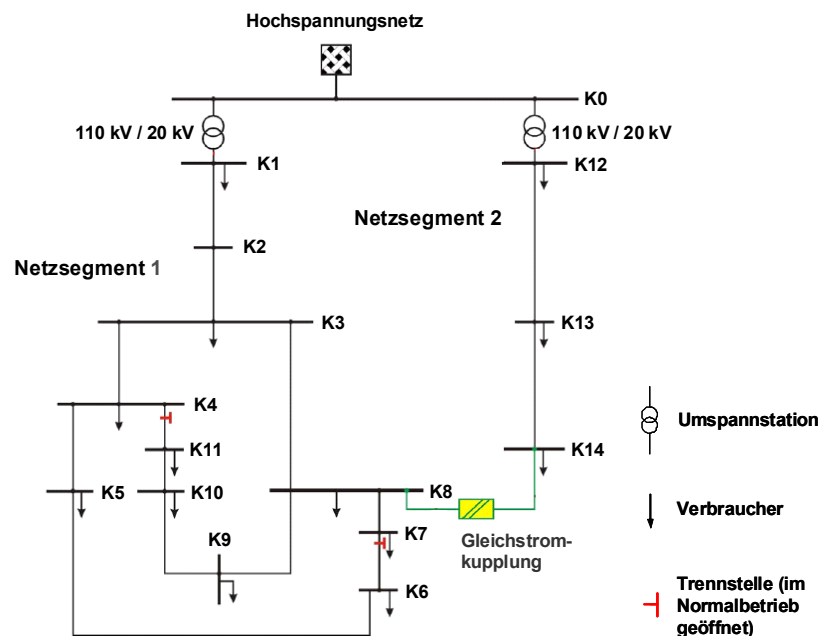 Hochspannungsnetz
K0
110 kV / 20 kV
110 kV / 20 kV
K1
K12
Netzsegment 2
K2
Netzsegment 1
K3
K13
K4
Umspannstation
K11
K14
K5
K10
K8
Verbraucher
K9
K7
Gleichstrom-
kupplung
K6
Trennstelle (im
Normalbetrieb
geöffnet)